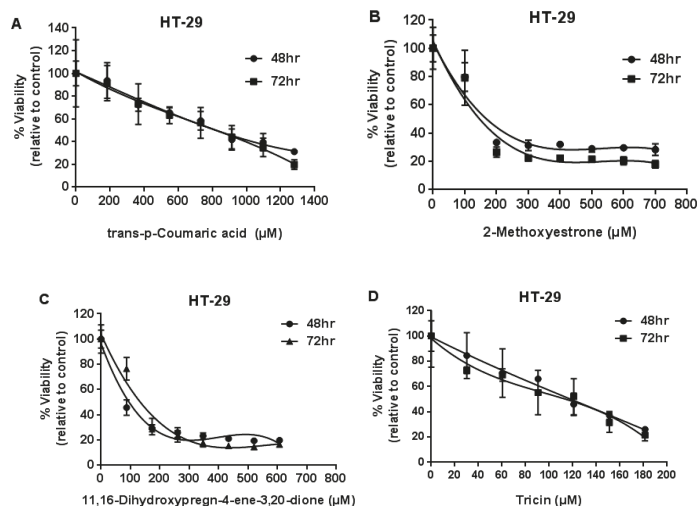 A
HT-29
120
100
80
60
40
20
0
% Viability
(relative to control)
48hr
72hr
0 200 400 600 800 1000 1200 1400
trans-p-Coumaric acid (µM)
B
HT-29
120
100
80
60
40
20
0
% Viability
(relative to control)
48hr
72hr
0 100 200 300 400 500 600 700 800
2-Methoxyestrone (µM)
C
HT-29
120
100
80
60
40
20
0
% Viability
(relative to control)
48hr
72hr
0 100 200 300 400 500 600 700 800
11,16-Dihydroxypregn-4-ene-3,20-dione (µM)
D
HT-29
120
100
80
60
40
20
0
% Viability
(relative to control)
48hr
72hr
0 20 40 60 80 100 120 140 160 180 200
Tricin (µM)